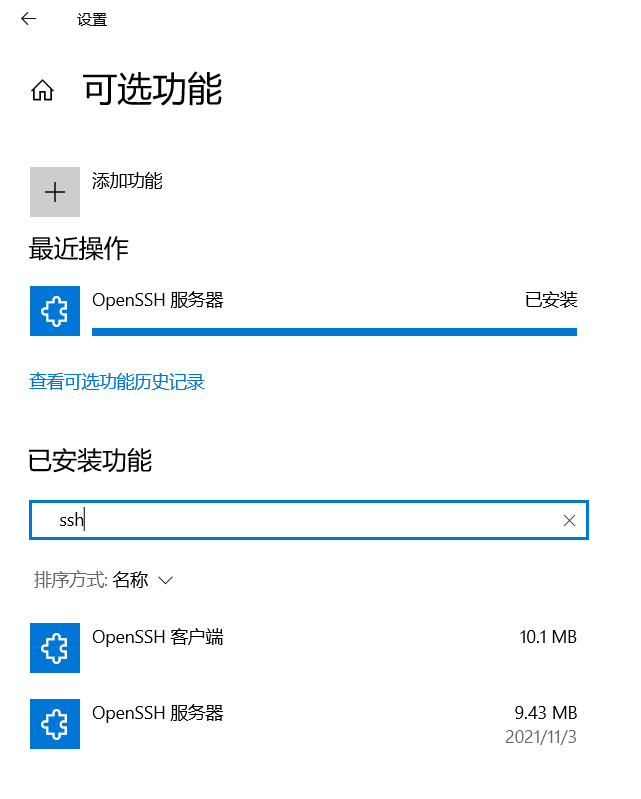 设置
可选功能
添加功能
最近操作
OpenSSH 服务器 已安装
查看可选功能历史记录
已安装功能
ssh
排序方式: 名称
OpenSSH 客户端 10.1 MB
OpenSSH 服务器 9.43 MB
2021/11/3